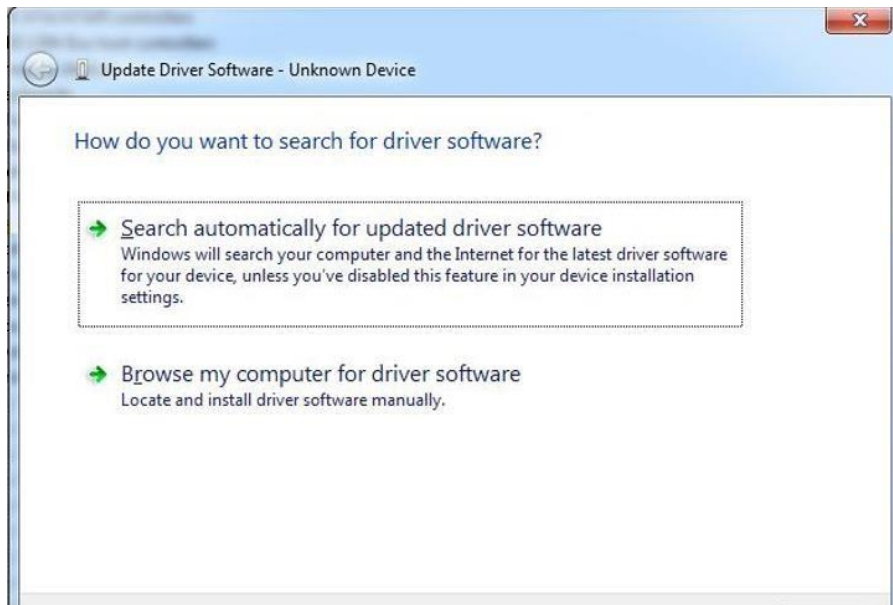 Update Driver Software - Unknown Device
How do you want to search for driver software?
Search automatically for updated driver software
Windows will search your computer and the Internet for the latest driver software
for your device, unless you've disabled this feature in your device installation
settings.
Browse my computer for driver software
Locate and install driver software manually.